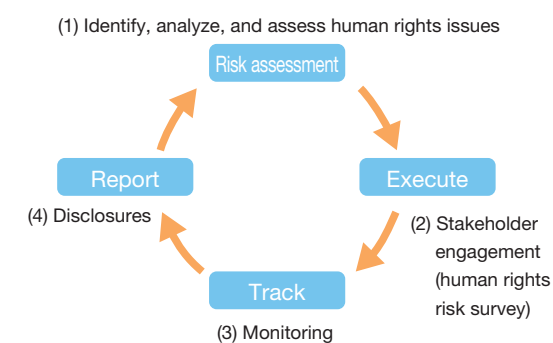 (1) Identify, analyze, and assess human rights issues
Risk assessment
Execute
(2) Stakeholder
engagement
(human rights
risk survey)
Track
(3) Monitoring
Report
(4) Disclosures